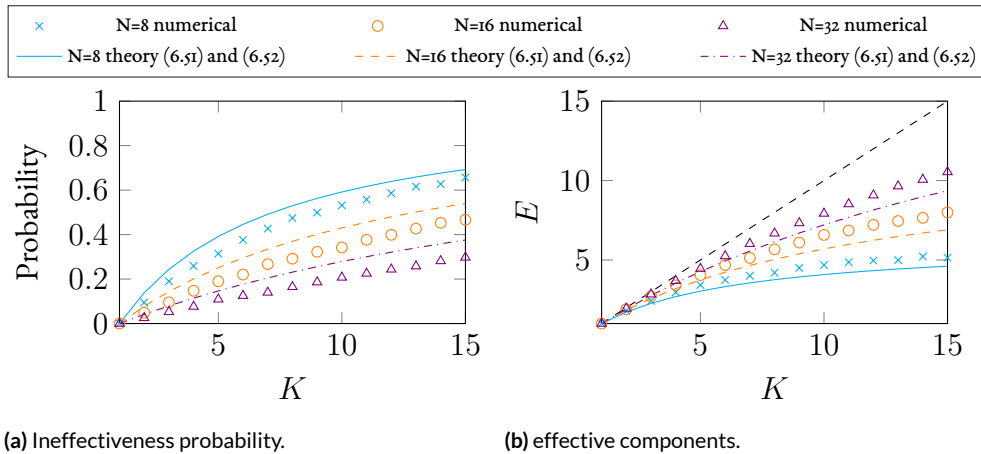 N=8 numerical N=16 numerical N=32 numerical
N=8 theory (6.51) and (6.52) N=16 theory (6.51) and (6.52) N=32 theory (6.51) and (6.52)
1
0.8
0.6
0.4
0.2
0
Probability
5 10 15
K
15
10
5
E
5 10 15
K
(a) Ineffectiveness probability.
(b) effective components.